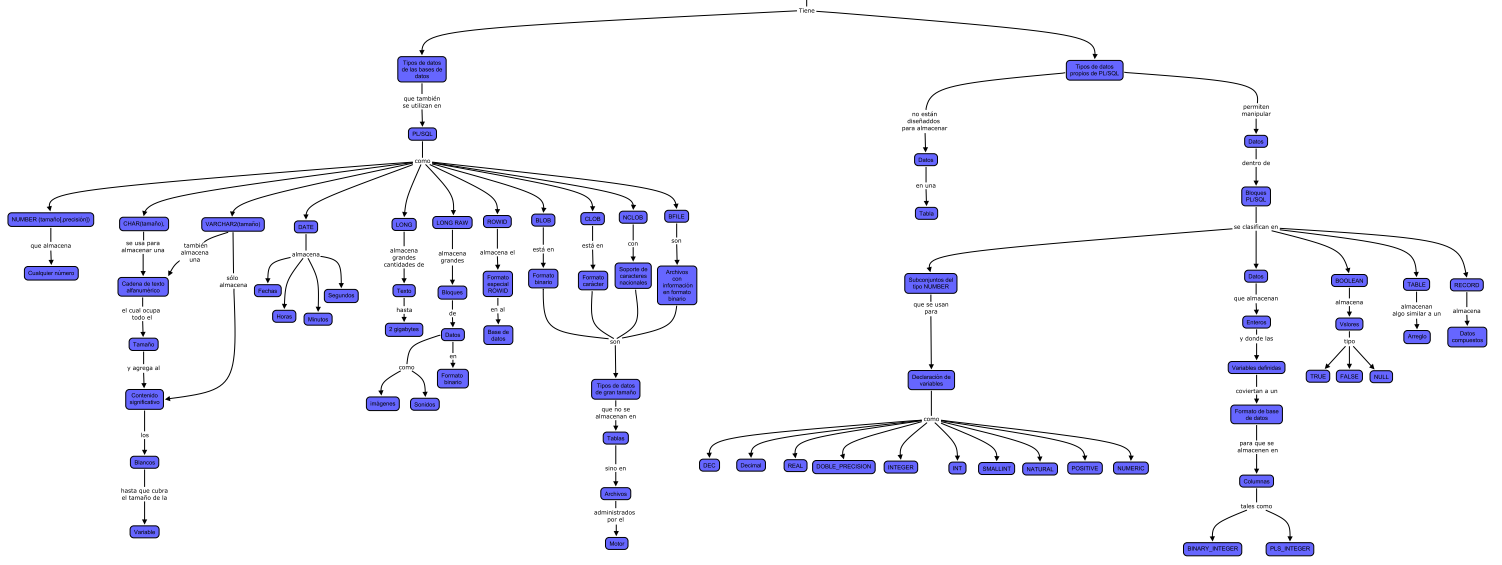 Tiene
Tipos de datos
de las bases de
datos
que también
se utilizan en
PL/SQL
como
NUMBER (tamaño[,precisión])
que almacena
Cualquier número
CHAR(tamaño),
se usa para
almacenar una
Cadena de texto
alfanumérico
el cual ocupa
todo el
Tamaño
y agrega al
Contenido
significativo
los
Blancos
hasta que cubra
el tamaño de la
Variable
VARCHAR2(tamaño)
también
almacena
una
sólo
almacena
DATE
almacena
Fechas
Horas
Minutos
Segundos
LONG
almacena
grandes
cantidades de
Texto
hasta
2 gigabytes
LONG RAW
almacena
grandes
Bloques
de
Datos
como
imágenes
Sonidos
en
Formato
binario
ROWID
almacena el
Formato
especial
ROWID
en al
Base de
datos
BLOB
está en
Formato
binario
CLOB
está en
Formato
carácter
NCLOB
con
Soporte de
caracteres
nacionales
BFILE
son
Archivos
con
información
en formato
binario
son
Tipos de datos
de gran tamaño
que no se
almacenan en
Tablas
sino en
Archivos
administrados
por el
Motor
Tipos de datos
propios de PL/SQL
no están
diseñaddos
para almacenar
Datos
en una
Tabla
permiten
manipular
Datos
dentro de
Bloques
PL/SQL
se clasifican en
Subconjuntos del
tipo NUMBER
que se usan
para
Declaración de
variables
como
DEC
Decimal
REAL
DOBLE_PRECISION
INTEGER
INT
SMALLINT
NATURAL
POSITIVE
NUMERIC
Datos
que almacenan
Enteros
y donde las
Variables definidas
coviertan a un
Formato de base
de datos
para que se
almacenen en
Columnas
tales como
BINARY_INTEGER
PLS_INTEGER
BOOLEAN
almacena
Valores
tipo
TRUE
FALSE
NULL
TABLE
almacenan
algo similar a un
Arreglo
RECORD
almacena
Datos
compuestos